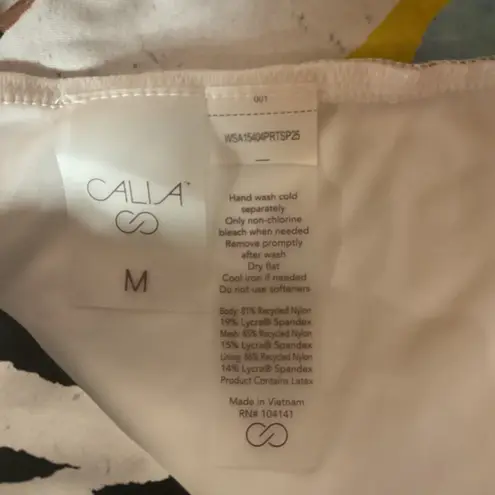 CALIA™
M
001
WSA15404PRTSP25
Hand wash cold
separately
Only non-chlorine
bleach when needed
Remove promptly
after wash
Dry flat
Cool iron if needed
Do not use softeners
Body: 81% Recycled Nylon
19% Lycra® Spandex
Mesh: 85% Recycled Nylon
15% Lycra® Spandex
Lining: 86% Recycled Nylon
14% Lycra® Spandex
Product Contains Latex
Made in Vietnam
RN# 104141